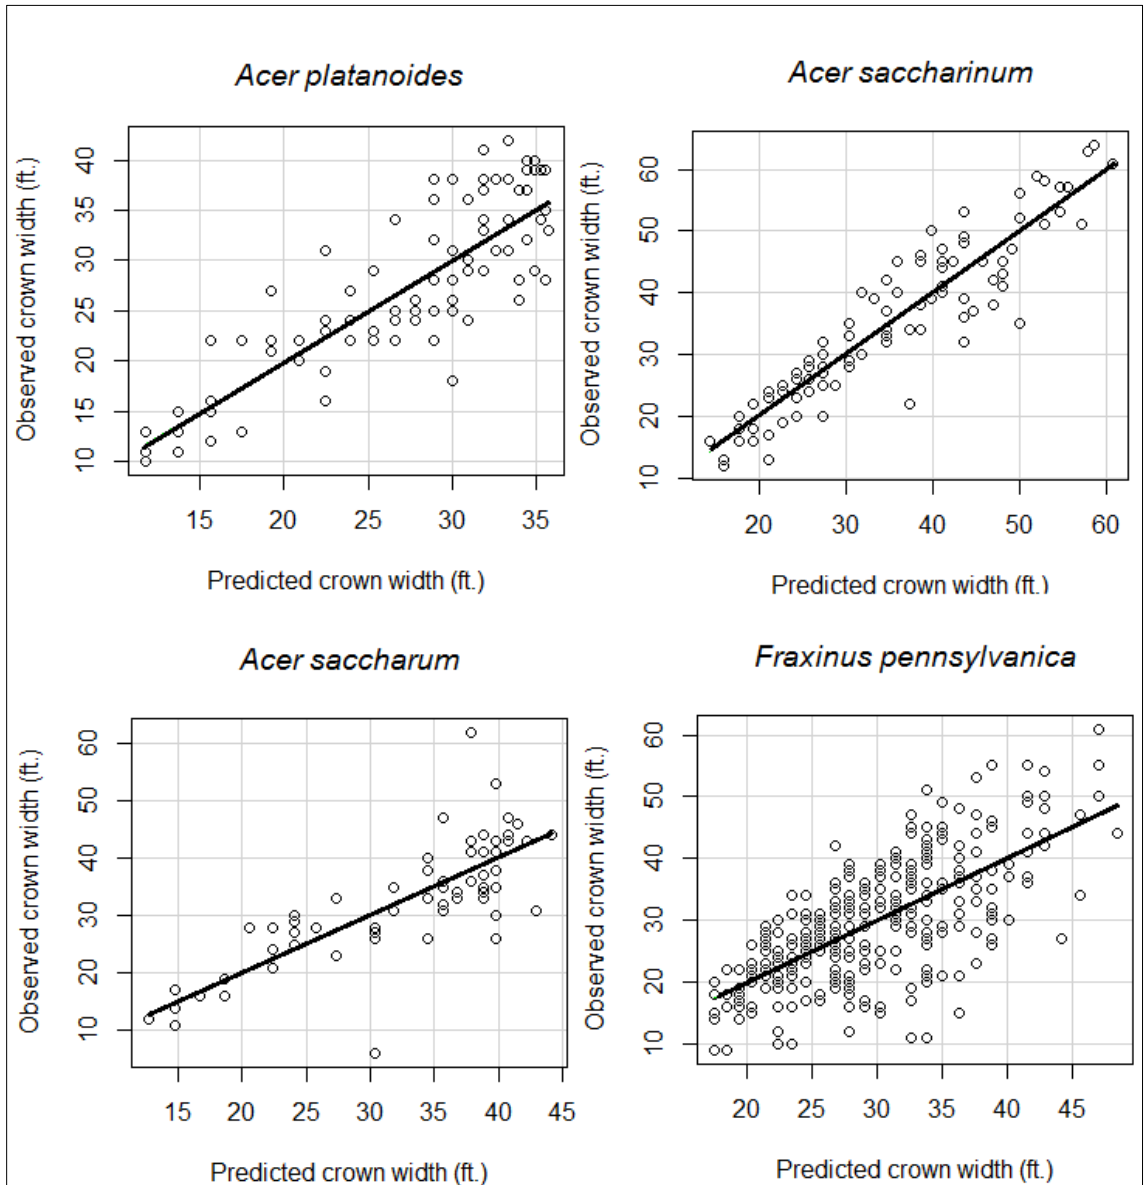 Acer platanoides
Observed crown width (ft.)
40
35
30
25
20
15
10
15 20 25 30 35
Predicted crown width (ft.)
Acer saccharinum
Observed crown width (ft.)
60
50
40
30
20
10
20 30 40 50 60
Predicted crown width (ft.)
Acer saccharum
Observed crown width (ft.)
60
50
40
30
20
10
15 20 25 30 35 40 45
Predicted crown width (ft.)
Fraxinus pennsylvanica
Observed crown width (ft.)
60
50
40
30
20
10
20 25 30 35 40 45
Predicted crown width (ft.)